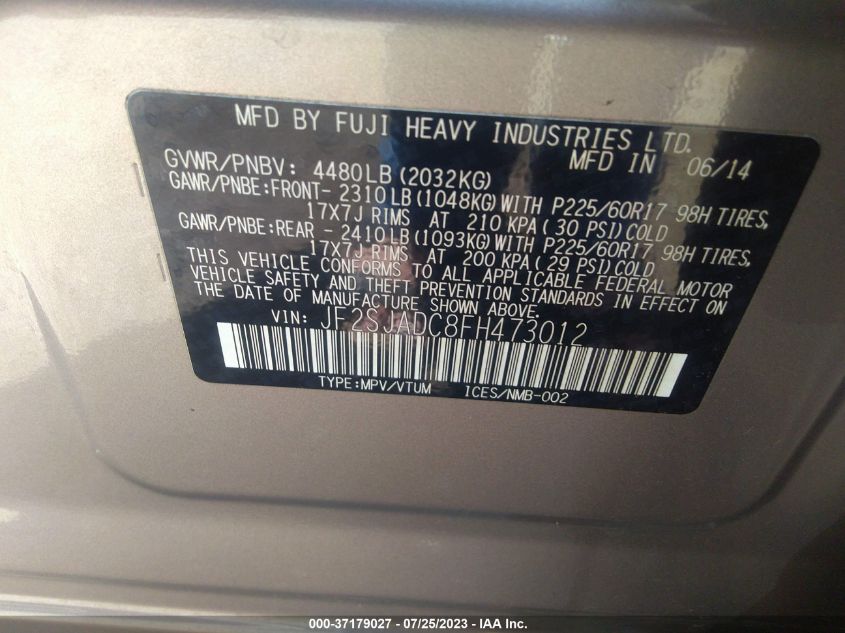 MFD BY FUJI HEAVY INDUSTRIES LTD.
MFD IN 06/14
GVWR/PNBV: 4480LB(2032KG)
GAWR/PNBE:FRONT- 2310LB(1048KG)WITH P225/60R17 98H TIRES,
17X7J RIMS AT 210 KPA( 30 PSI)COLD
GAWR/PNBE:REAR - 2410LB(1093KG)WITH P225/60R17 98H TIRES,
17X7J RIMS AT 200 KPA( 29 PSI)COLD
THIS VEHICLE CONFORMS TO ALL APPLICABLE FEDERAL MOTOR
VEHICLE SAFETY AND THEFT PREVENTION STANDARDS IN EFFECT ON
THE DATE OF MANUFACTURE SHOWN ABOVE.
VIN: JF2SJADC8FH473012
TYPE:MPV/VTUM ICES/NMB-002
000-37179027 - 07/25/2023 - IAA Inc.